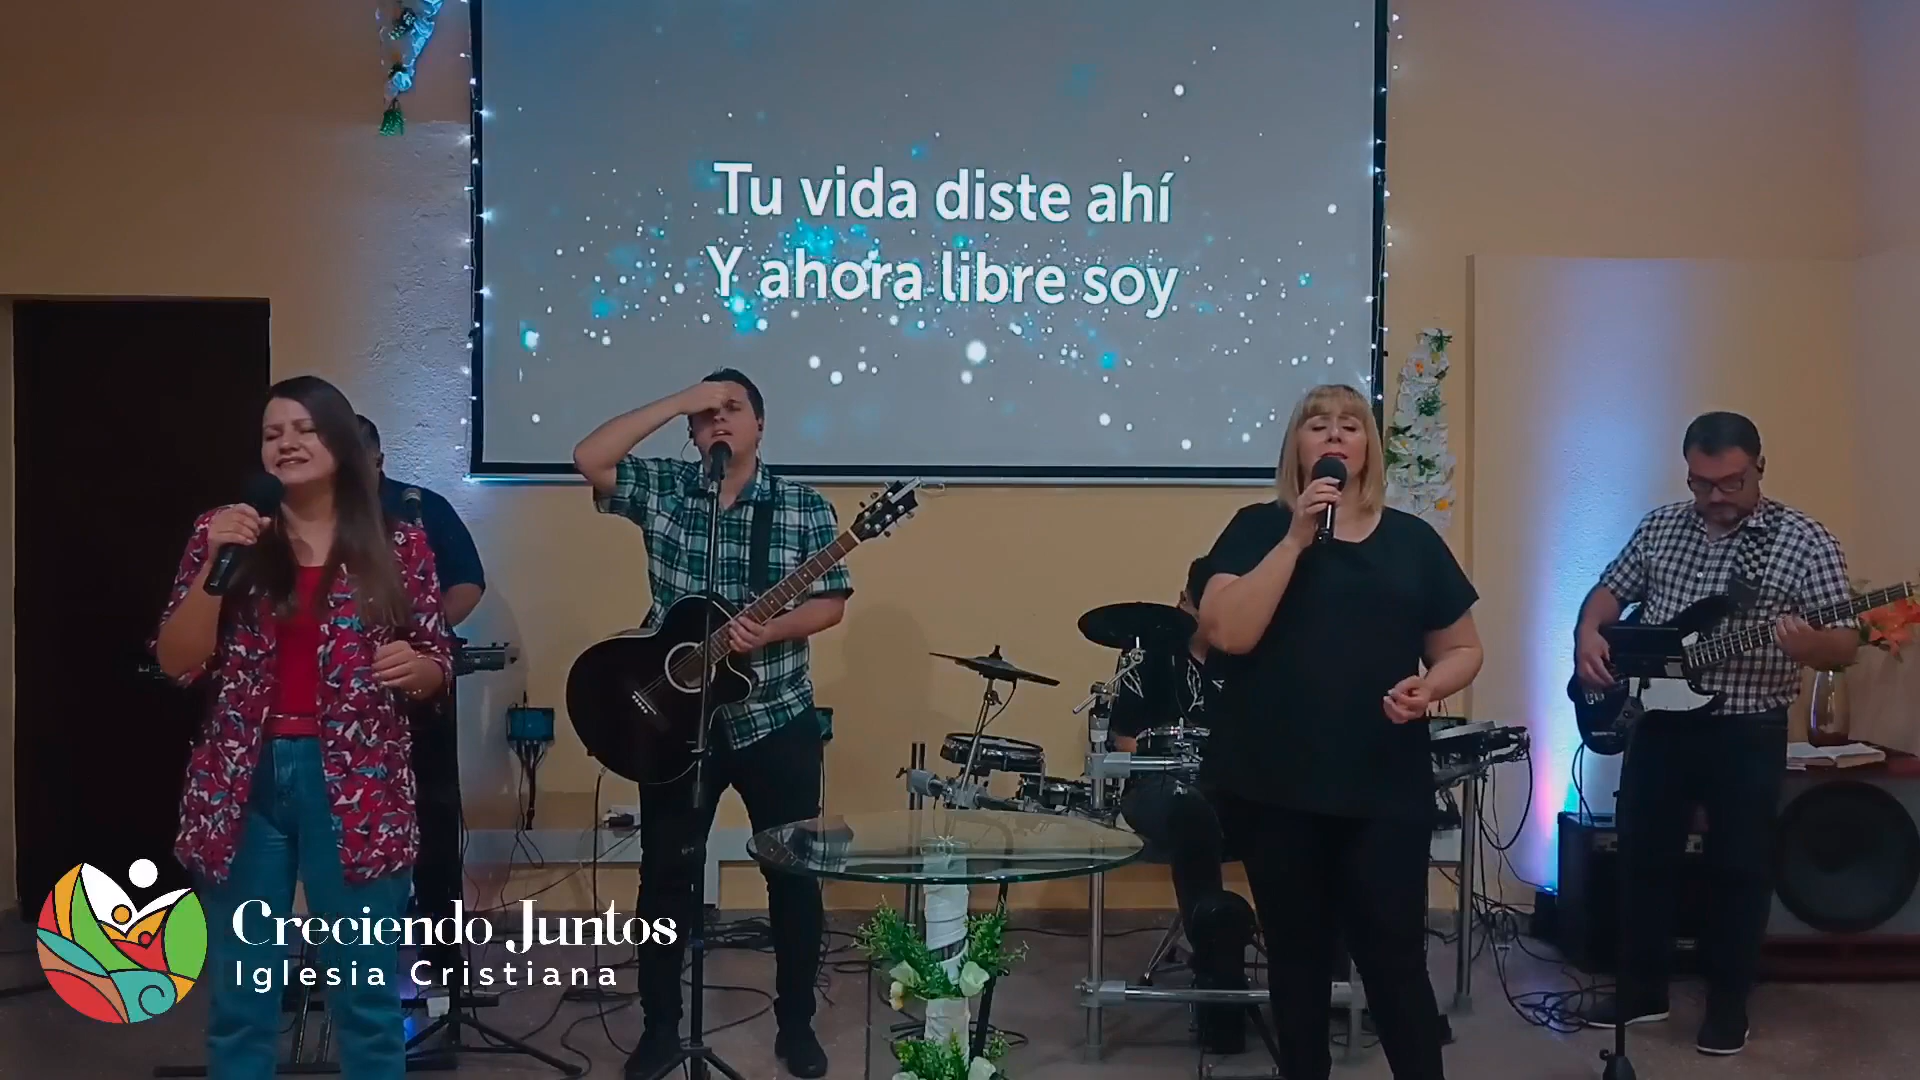 Tu vida diste ahí
Y ahora libre soy
Creciendo Juntos
Iglesia Cristiana